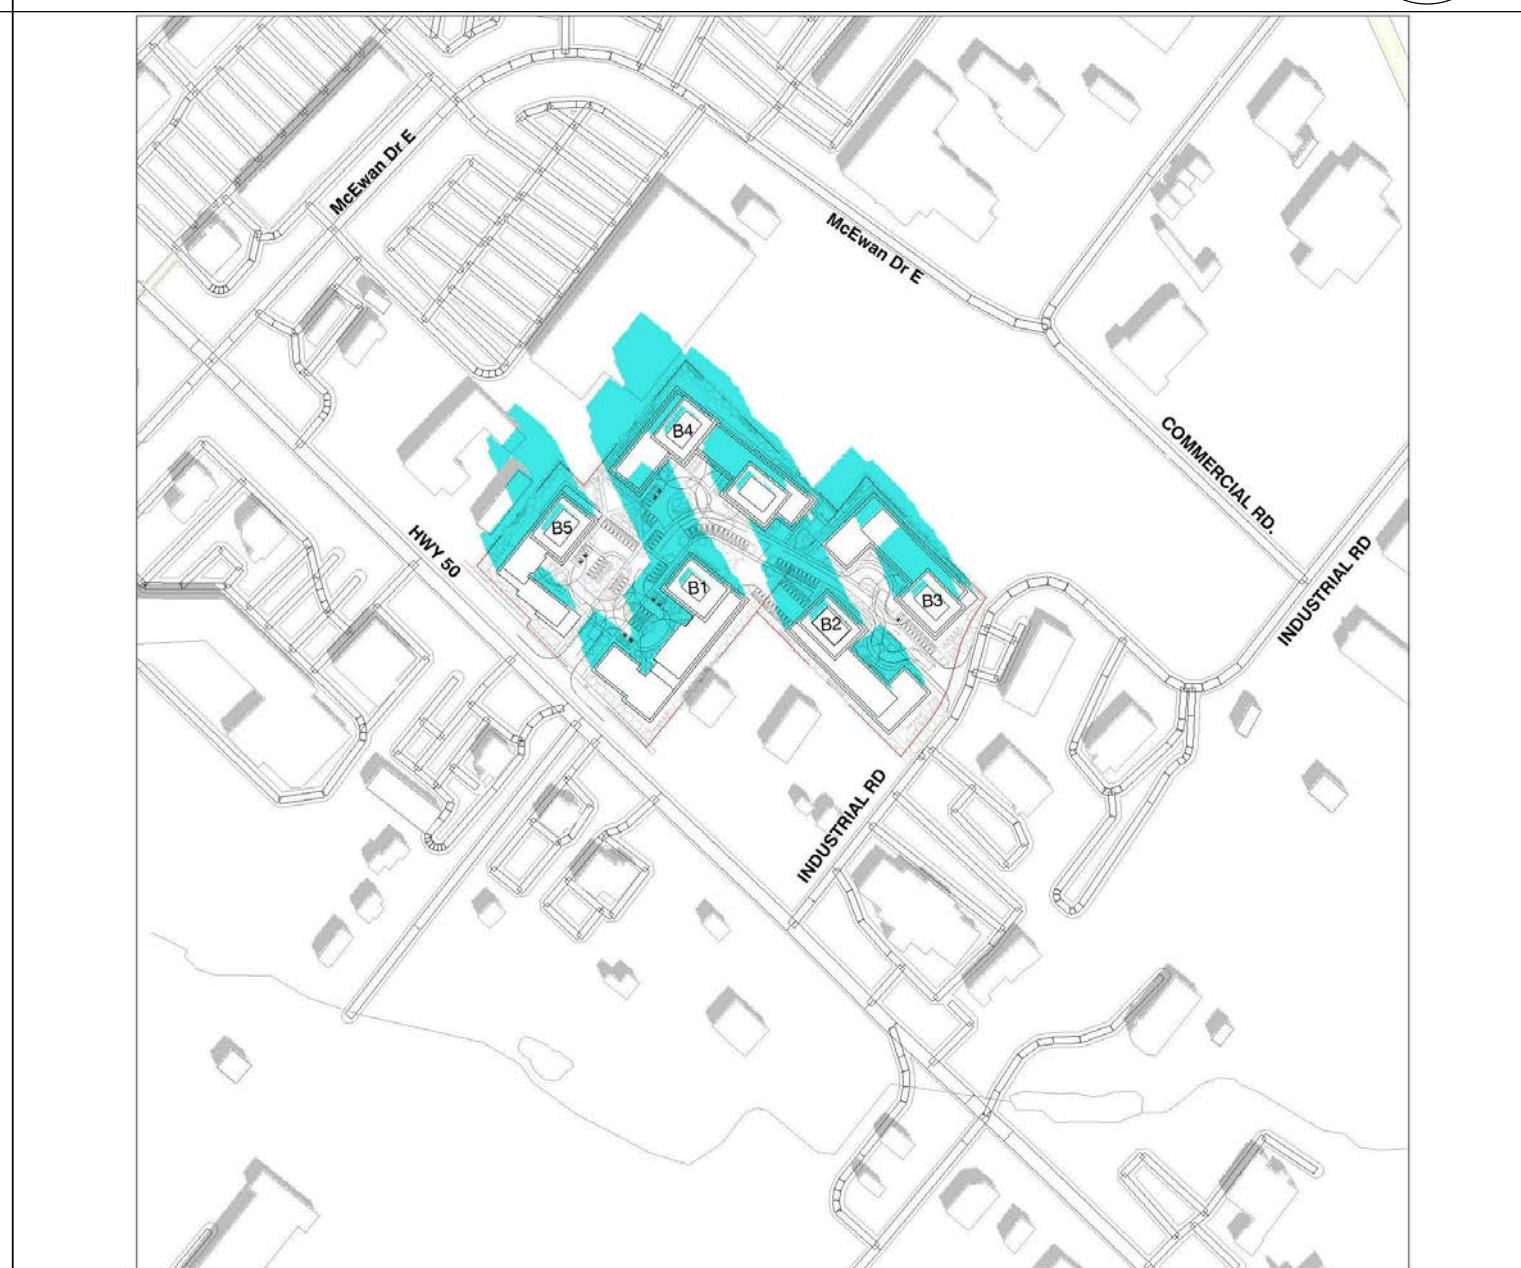 McEwan Dr E
McEwan Dr E
COMMERCIAL RD.
B4
B5
HWY 50
INDUSTRIAL RD
B1
B3
B2
INDUSTRIAL RD